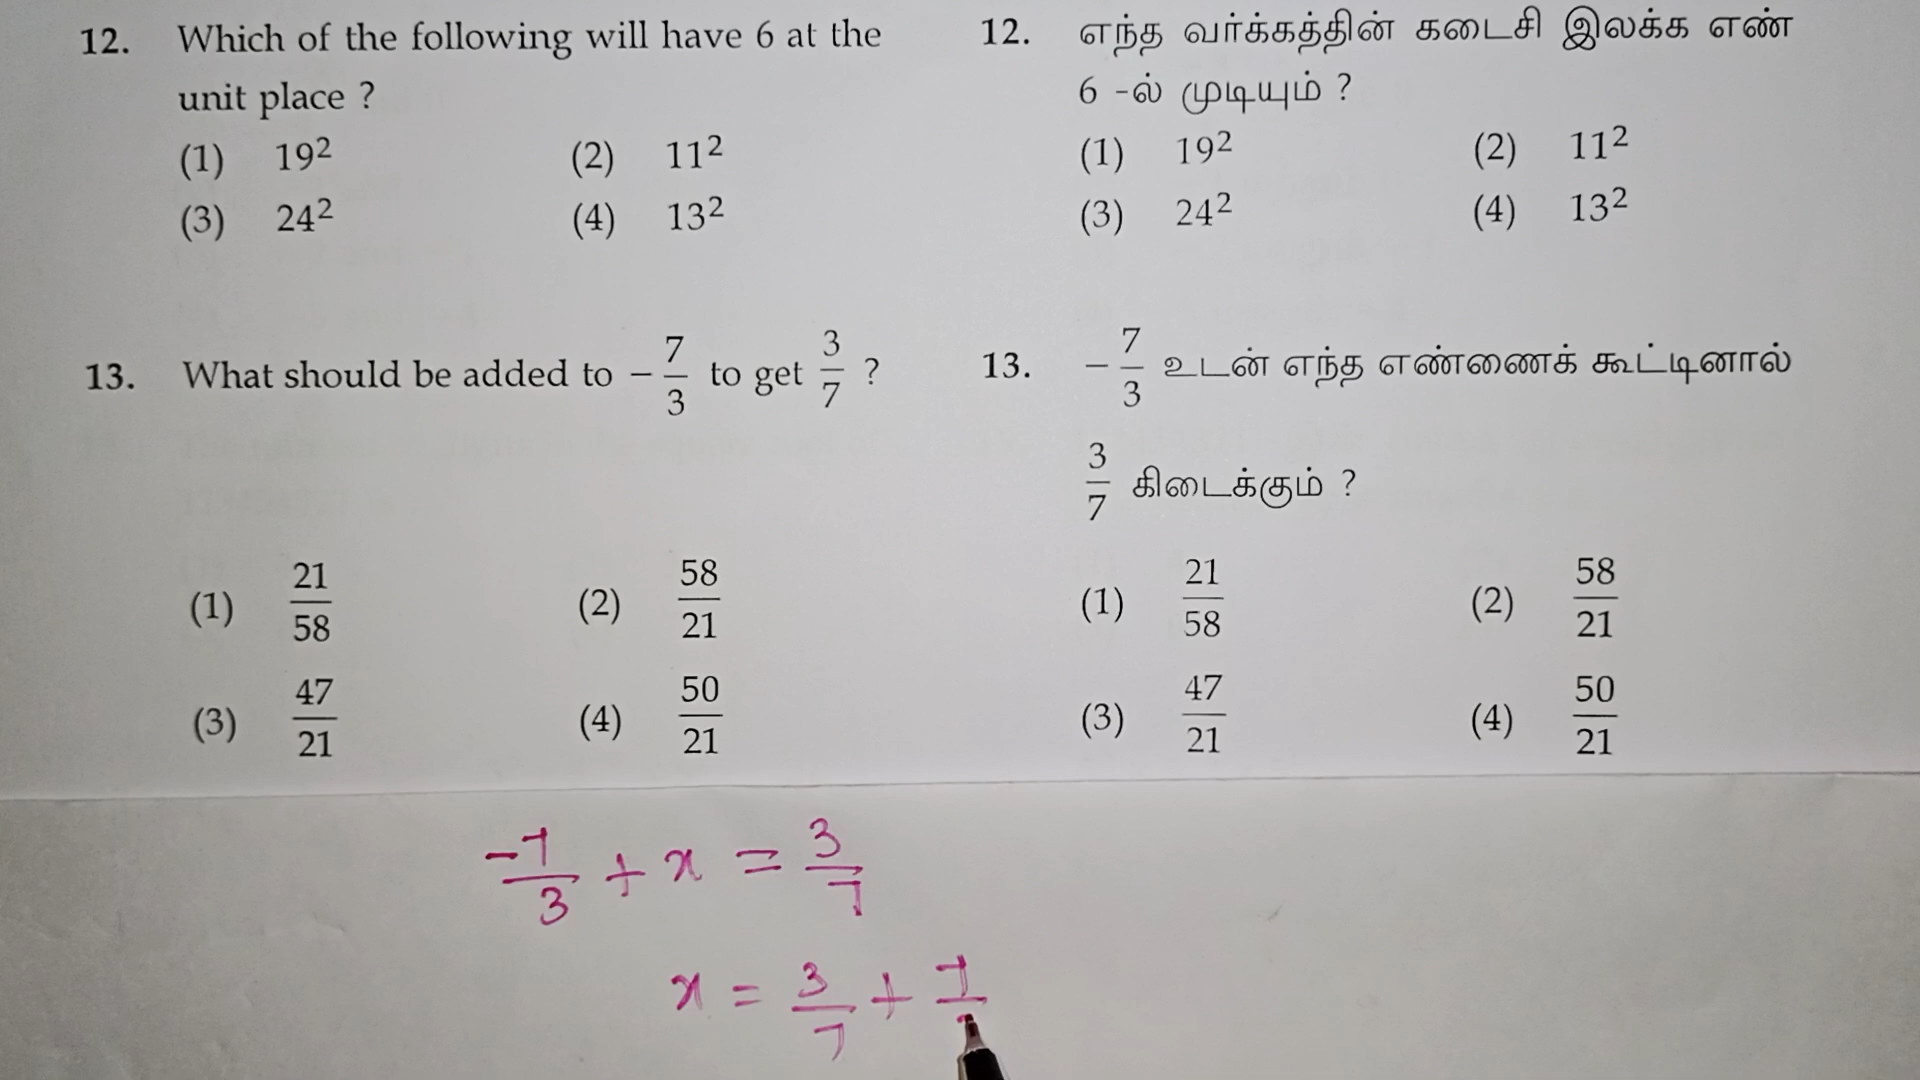 12. Which of the following will have 6 at the
unit place ?
(1) 19² (2) 11²
(3) 24² (4) 13²
13. What should be added to −7/3 to get 3/7 ?
(1) 21/58 (2) 58/21
(3) 47/21 (4) 50/21
12. எந்த வர்க்கத்தின் கடைசி இலக்க எண்
6 -ல் முடியும் ?
(1) 19² (2) 11²
(3) 24² (4) 13²
13. −7/3 உடன் எந்த எண்ணைக் கூட்டினால்
3/7 கிடைக்கும் ?
(1) 21/58 (2) 58/21
(3) 47/21 (4) 50/21
-7/3 + x = 3/7
x = 3/7 + 7